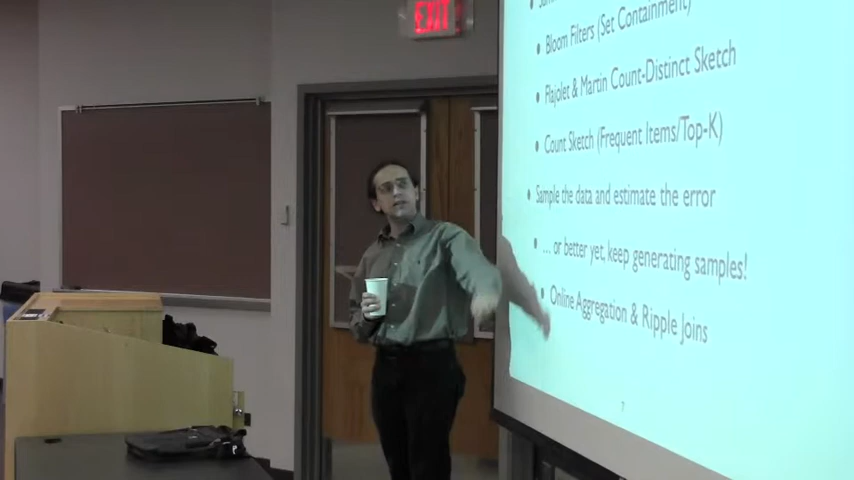 EXIT
• Bloom Filters (Set Containment)
• Flajolet & Martin Count-Distinct Sketch
• Count Sketch (Frequent Items/Top-K)
• Sample the data and estimate the error
• ... or better yet, keep generating samples!
• Online Aggregation & Ripple Joins
7